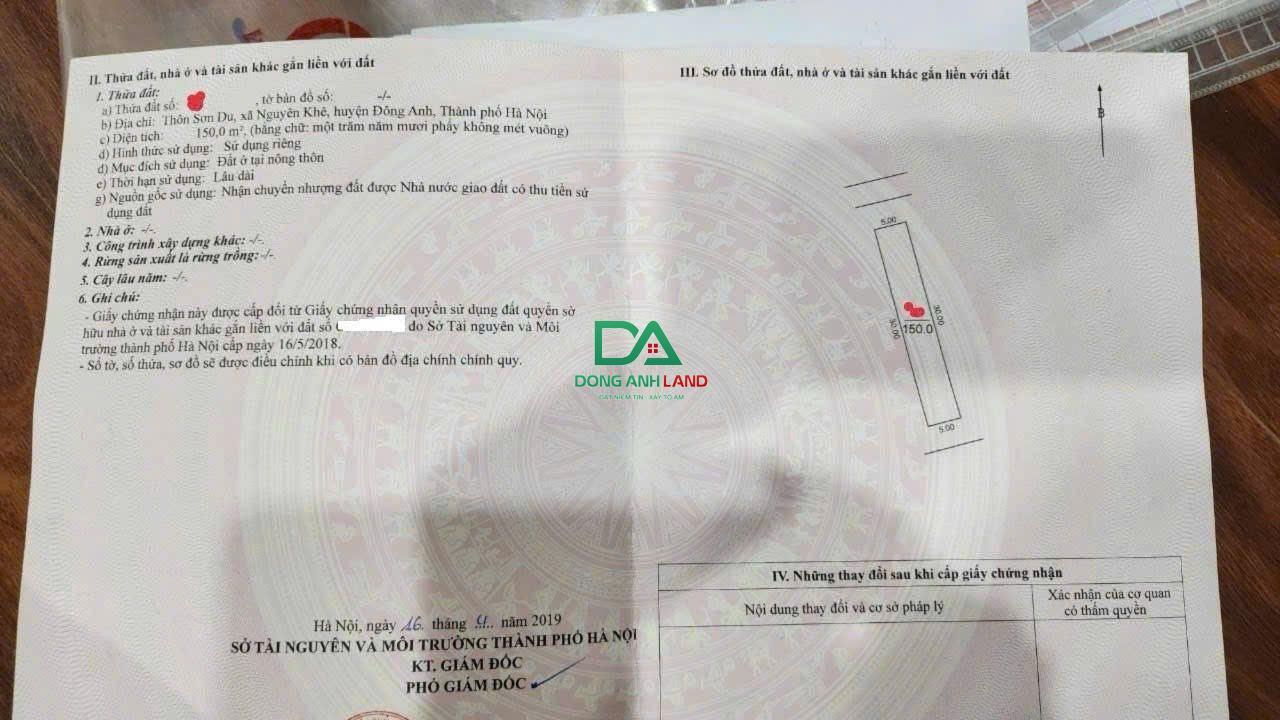 II. Thửa đất, nhà ở và tài sản khác gắn liền với đất
1. Thửa đất:
a) Thửa đất số: , tờ bản đồ số: -/-
b) Địa chỉ: Thôn Sơn Du, xã Nguyên Khê, huyện Đông Anh, Thành phố Hà Nội
c) Diện tích: 150,0 m², (bằng chữ: một trăm năm mươi phẩy không mét vuông)
d) Hình thức sử dụng: Sử dụng riêng
d) Mục đích sử dụng: Đất ở tại nông thôn
e) Thời hạn sử dụng: Lâu dài
g) Nguồn gốc sử dụng: Nhận chuyển nhượng đất được Nhà nước giao đất có thu tiền sử
dụng đất
2. Nhà ở: -/-.
3. Công trình xây dựng khác: -/-.
4. Rừng sản xuất là rừng trồng: -/-.
5. Cây lâu năm: -/-.
6. Ghi chú:
- Giấy chứng nhận này được cấp đổi từ Giấy chứng nhận quyền sử dụng đất quyền sở
hữu nhà ở và tài sản khác gắn liền với đất số do Sở Tài nguyên và Môi
trường thành phố Hà Nội cấp ngày 16/5/2018.
- Số tờ, số thửa, sơ đồ sẽ được điều chỉnh khi có bản đồ địa chính chính quy.
Hà Nội, ngày 16 tháng năm 2019
SỞ TÀI NGUYÊN VÀ MÔI TRƯỜNG THÀNH PHỐ HÀ NỘI
KT. GIÁM ĐỐC
PHÓ GIÁM ĐỐC
III. Sơ đồ thửa đất, nhà ở và tài sản khác gắn liền với đất
B
5.00
30.00
30.00
150.0
5.00
DA
DONG ANH LAND
ĐẶT NIỀM TIN - XÂY TỔ ẤM
IV. Những thay đổi sau khi cấp giấy chứng nhận
Nội dung thay đổi và cơ sở pháp lý
Xác nhận của cơ quan
có thẩm quyền